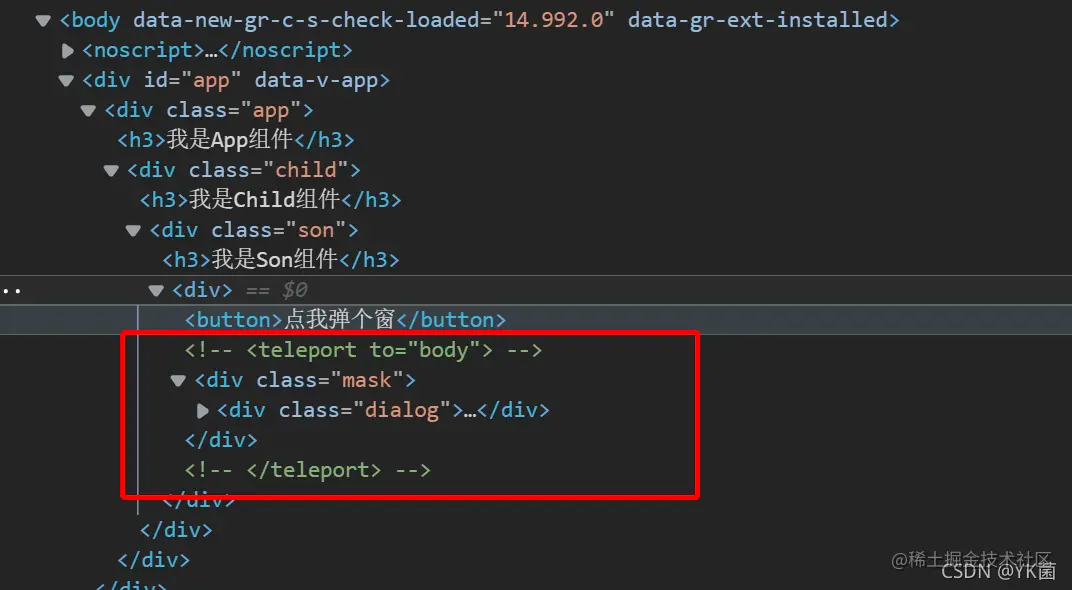 <body data-new-gr-c-s-check-loaded="14.992.0" data-gr-ext-installed>
<noscript>…</noscript>
<div id="app" data-v-app>
<div class="app">
<h3>我是App组件</h3>
<div class="child">
<h3>我是Child组件</h3>
<div class="son">
<h3>我是Son组件</h3>
<div> == $0
<button>点我弹个窗</button>
<!-- <teleport to="body"> -->
<div class="mask">
<div class="dialog">…</div>
</div>
<!-- </teleport> -->
</div>
</div>
</div>
</div>
@稀土掘金技术社区
CSDN @YK菌